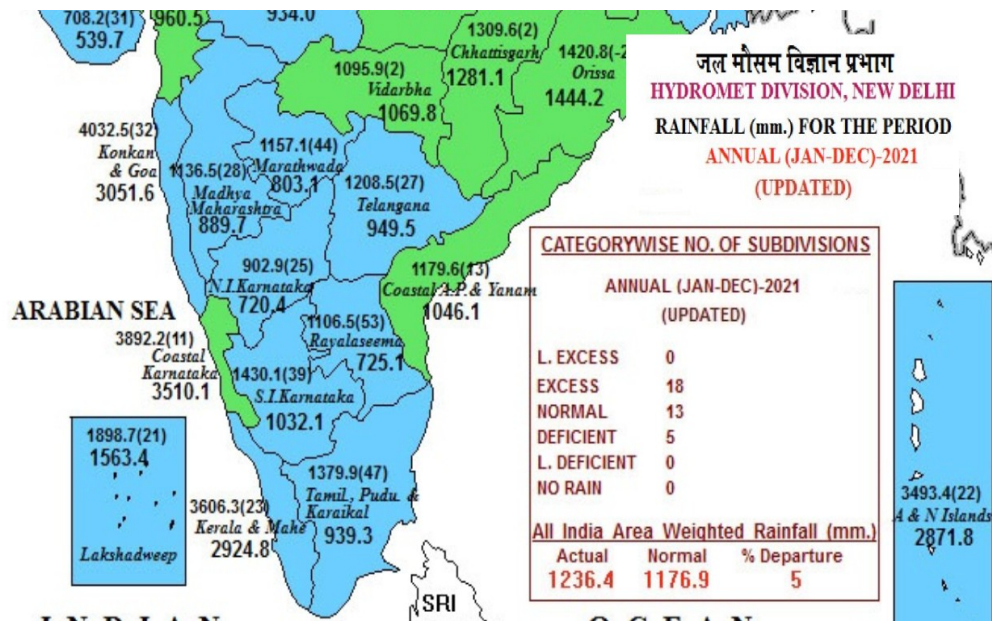 708.2(31)
539.7
960.5
934.0
1309.6(2)
Chhattisgarh
1281.1
1420.8(-2
Orissa
1444.2
1095.9(2)
Vidarbha
1069.8
जल मौसम विज्ञान प्रभाग
HYDROMET DIVISION, NEW DELHI
RAINFALL (mm.) FOR THE PERIOD
ANNUAL (JAN-DEC)-2021
(UPDATED)
4032.5(32)
Konkan
& Goa
3051.6
1136.5(28)
Madhya
Maharashtra
889.7
1157.1(44)
Marathwada
803.1
1208.5(27)
Telangana
949.5
902.9(25)
N.I.Karnataka
720.4
1179.6(13)
Coastal A.P. & Yanam
1046.1
ARABIAN SEA
3892.2(11)
Coastal
Karnataka
3510.1
1106.5(53)
Rayalaseema
725.1
1430.1(39)
S.I.Karnataka
1032.1
1898.7(21)
1563.4
Lakshadweep
3606.3(23)
Kerala & Mahe
2924.8
1379.9(47)
Tamil., Pudu. &
Karaikal
939.3
CATEGORYWISE NO. OF SUBDIVISIONS
ANNUAL (JAN-DEC)-2021
(UPDATED)
L. EXCESS 0
EXCESS 18
NORMAL 13
DEFICIENT 5
L. DEFICIENT 0
NO RAIN 0
All India Area Weighted Rainfall (mm.)
Actual Normal % Departure
1236.4 1176.9 5
3493.4(22)
A & N Islands
2871.8
SRI
I N D I A N
O C E A N